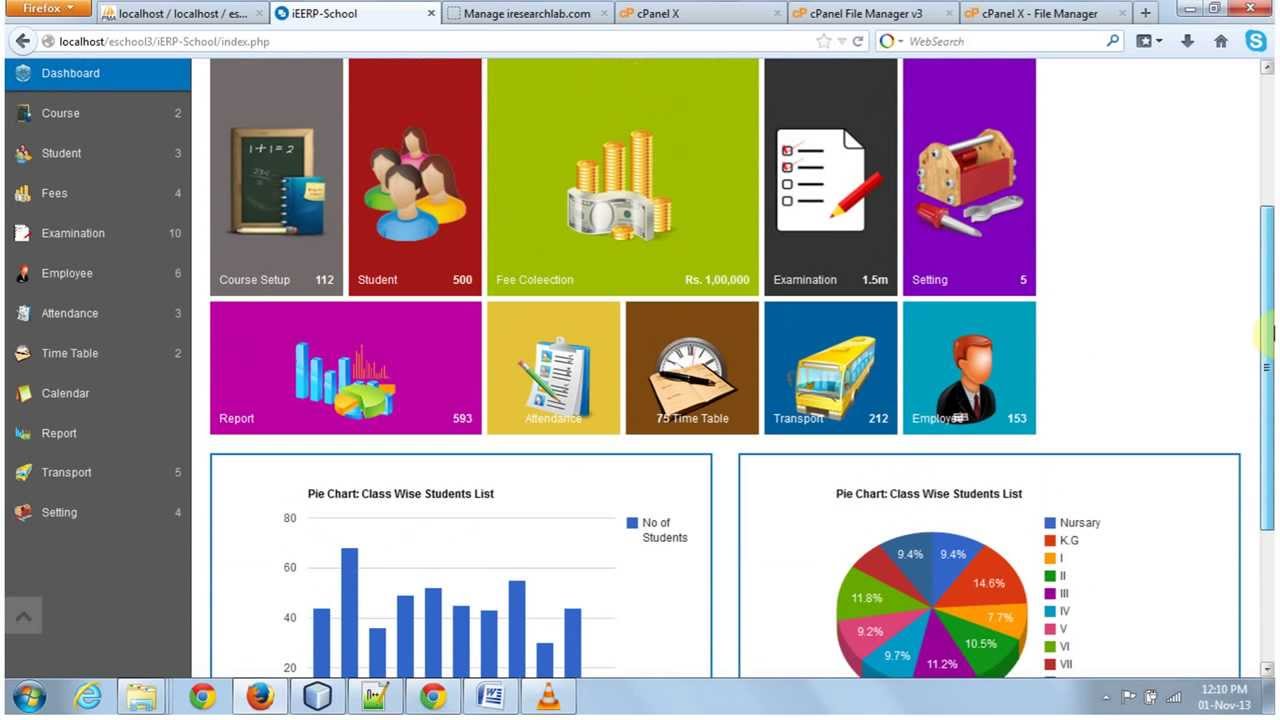 Firefox
localhost / localhost / es...
iEERP-School
Manage iresearchlab.com
cPanel X
cPanel File Manager v3
cPanel X - File Manager
localhost/eschool3/iERP-School/index.php
WebSearch
Dashboard
Course 2
Student 3
Fees 4
Examination 10
Employee 6
Attendance 3
Time Table 2
Calendar
Report
Transport 5
Setting 4
1+1=2
Course Setup 112
Student 500
Fee Coleection Rs. 1,00,000
Examination 1.5m
Setting 5
Report 593
Attendance
75 Time Table
Transport 212
Employee 153
Pie Chart: Class Wise Students List
80
60
40
20
No of
Students
Pie Chart: Class Wise Students List
9.4% 9.4%
14.6%
11.8%
7.7%
9.2%
10.5%
9.7%
11.2%
Nursary
K.G
I
II
III
IV
V
VI
VII
12:10 PM
01-Nov-13